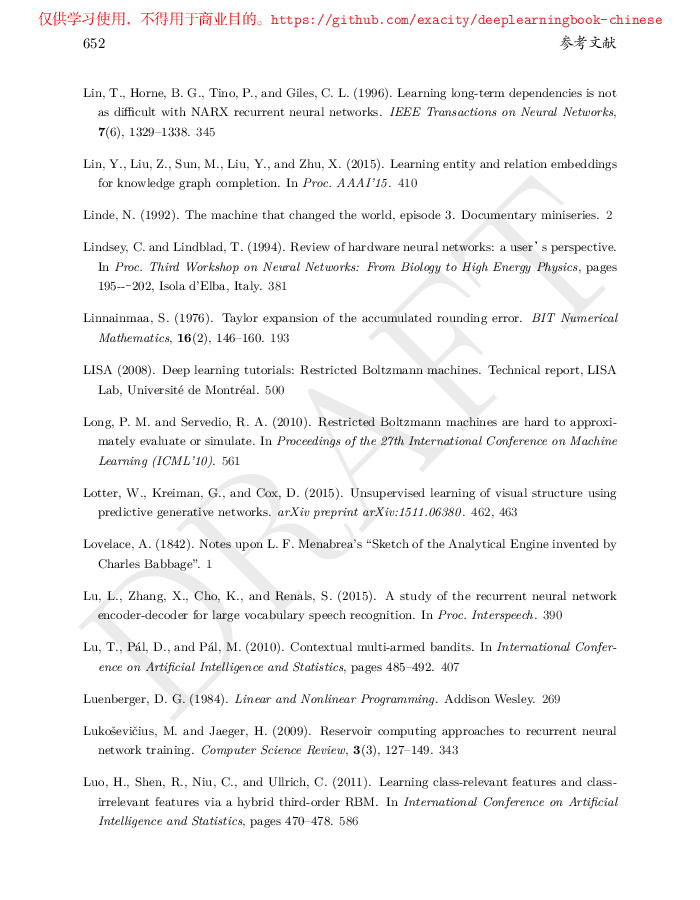 仅供学习使用，不得用于商业目的。https://github.com/exacity/deeplearningbook-chinese
652 参考文献
Lin, T., Horne, B. G., Tino, P., and Giles, C. L. (1996). Learning long-term dependencies is not
as difficult with NARX recurrent neural networks. IEEE Transactions on Neural Networks,
7(6), 1329–1338. 345
Lin, Y., Liu, Z., Sun, M., Liu, Y., and Zhu, X. (2015). Learning entity and relation embeddings
for knowledge graph completion. In Proc. AAAI’15. 410
Linde, N. (1992). The machine that changed the world, episode 3. Documentary miniseries. 2
Lindsey, C. and Lindblad, T. (1994). Review of hardware neural networks: a user’ s perspective.
In Proc. Third Workshop on Neural Networks: From Biology to High Energy Physics, pages
195--–202, Isola d’Elba, Italy. 381
Linnainmaa, S. (1976). Taylor expansion of the accumulated rounding error. BIT Numerical
Mathematics, 16(2), 146–160. 193
LISA (2008). Deep learning tutorials: Restricted Boltzmann machines. Technical report, LISA
Lab, Université de Montréal. 500
Long, P. M. and Servedio, R. A. (2010). Restricted Boltzmann machines are hard to approxi-
mately evaluate or simulate. In Proceedings of the 27th International Conference on Machine
Learning (ICML’10). 561
Lotter, W., Kreiman, G., and Cox, D. (2015). Unsupervised learning of visual structure using
predictive generative networks. arXiv preprint arXiv:1511.06380. 462, 463
Lovelace, A. (1842). Notes upon L. F. Menabrea’s “Sketch of the Analytical Engine invented by
Charles Babbage”. 1
Lu, L., Zhang, X., Cho, K., and Renals, S. (2015). A study of the recurrent neural network
encoder-decoder for large vocabulary speech recognition. In Proc. Interspeech. 390
Lu, T., Pál, D., and Pál, M. (2010). Contextual multi-armed bandits. In International Confer-
ence on Artificial Intelligence and Statistics, pages 485–492. 407
Luenberger, D. G. (1984). Linear and Nonlinear Programming. Addison Wesley. 269
Lukoševičius, M. and Jaeger, H. (2009). Reservoir computing approaches to recurrent neural
network training. Computer Science Review, 3(3), 127–149. 343
Luo, H., Shen, R., Niu, C., and Ullrich, C. (2011). Learning class-relevant features and class-
irrelevant features via a hybrid third-order RBM. In International Conference on Artificial
Intelligence and Statistics, pages 470–478. 586
DRAFT